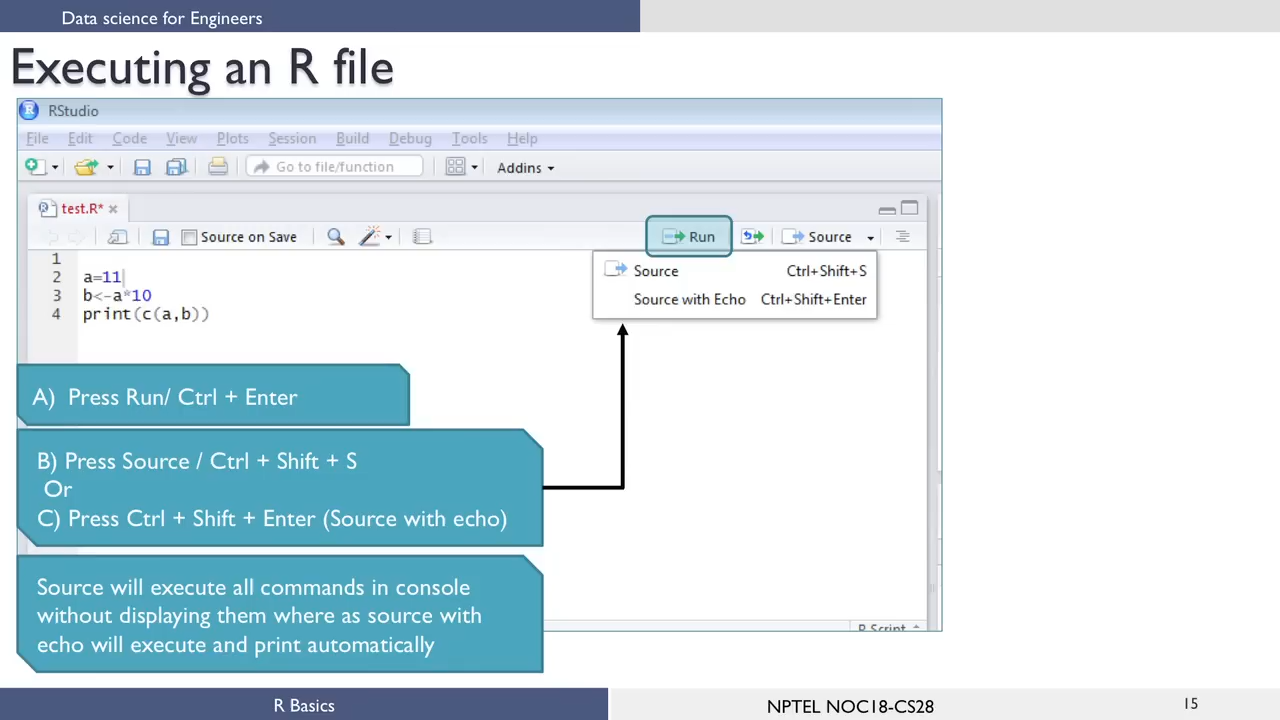 Data science for Engineers
Executing an R file
RStudio
File Edit Code View Plots Session Build Debug Tools Help
Go to file/function Addins
test.R* ×
Source on Save Run Source
1
2 a=11
3 b<-a*10
4 print(c(a,b))
Source Ctrl+Shift+S
Source with Echo Ctrl+Shift+Enter
A) Press Run/ Ctrl + Enter
B) Press Source / Ctrl + Shift + S
Or
C) Press Ctrl + Shift + Enter (Source with echo)
Source will execute all commands in console
without displaying them where as source with
echo will execute and print automatically
R Script
R Basics
NPTEL NOC18-CS28
15